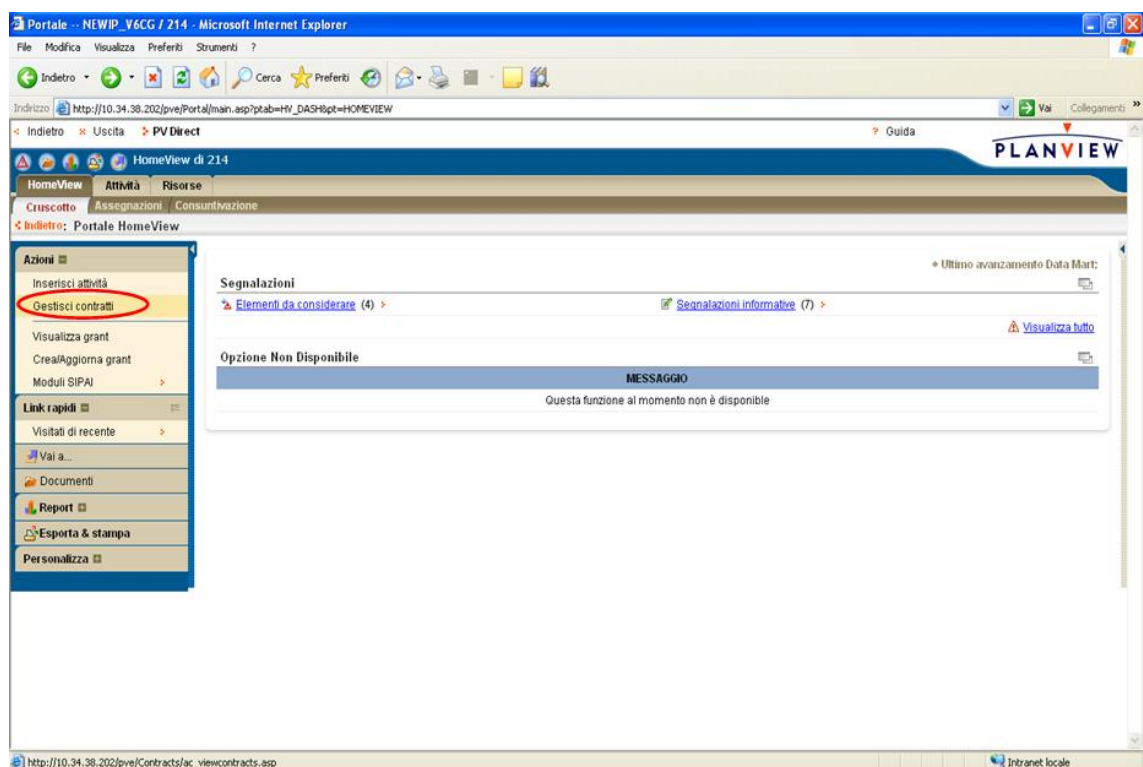 Portale -- NEWIP_V6CG / 214 - Microsoft Internet Explorer
File Modifica Visualizza Preferiti Strumenti ?
Indietro Cerca Preferiti
Indirizzo http://10.34.38.202/pve/Portal/main.asp?ptab=HV_DASH&pt=HOMEVIEW Vai Collegamenti »
Indietro Uscita PV Direct ? Guida
PLANVIEW
HomeView di 214
HomeView Attività Risorse
Cruscotto Assegnazioni Consuntivazione
Indietro: Portale HomeView
Azioni
Inserisci attività
Gestisci contratti
Visualizza grant
Crea/Aggiorna grant
Moduli SIPAI
Link rapidi
Visitati di recente
Vai a...
Documenti
Report
Esporta & stampa
Personalizza
Ultimo avanzamento Data Mart:
Segnalazioni
Elementi da considerare (4) Segnalazioni informative (7)
Visualizza tutto
Opzione Non Disponibile
MESSAGGIO
Questa funzione al momento non è disponibile
http://10.34.38.202/pve/Contracts/ac_viewcontracts.asp Intranet locale